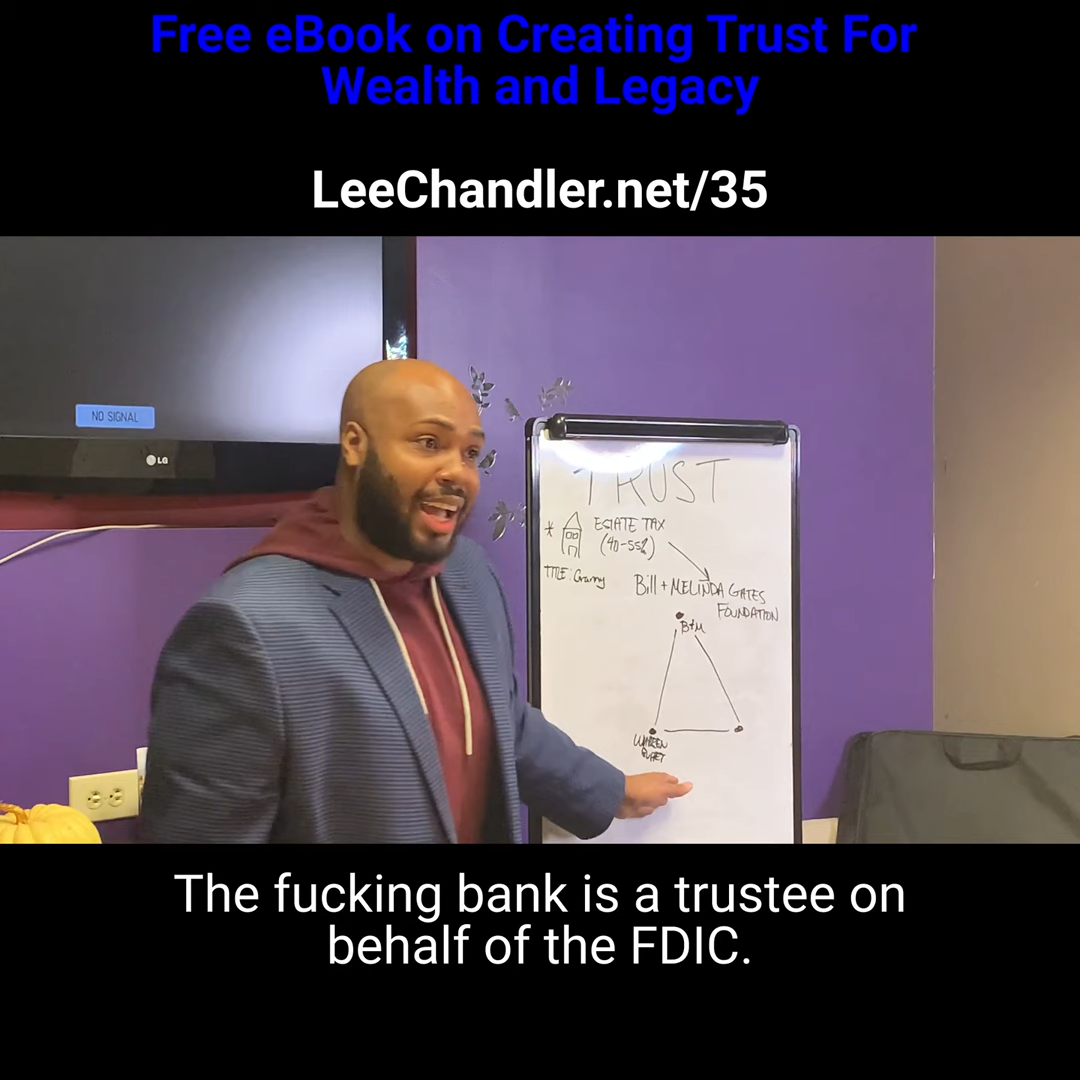 Free eBook on Creating Trust For
Wealth and Legacy
LeeChandler.net/35
NO SIGNAL
LG
TRUST
* ESTATE TAX
(40-55%)
TITLE: Granny
Bill + MELINDA GATES
FOUNDATION
B+M
WARREN
The fucking bank is a trustee on
behalf of the FDIC.